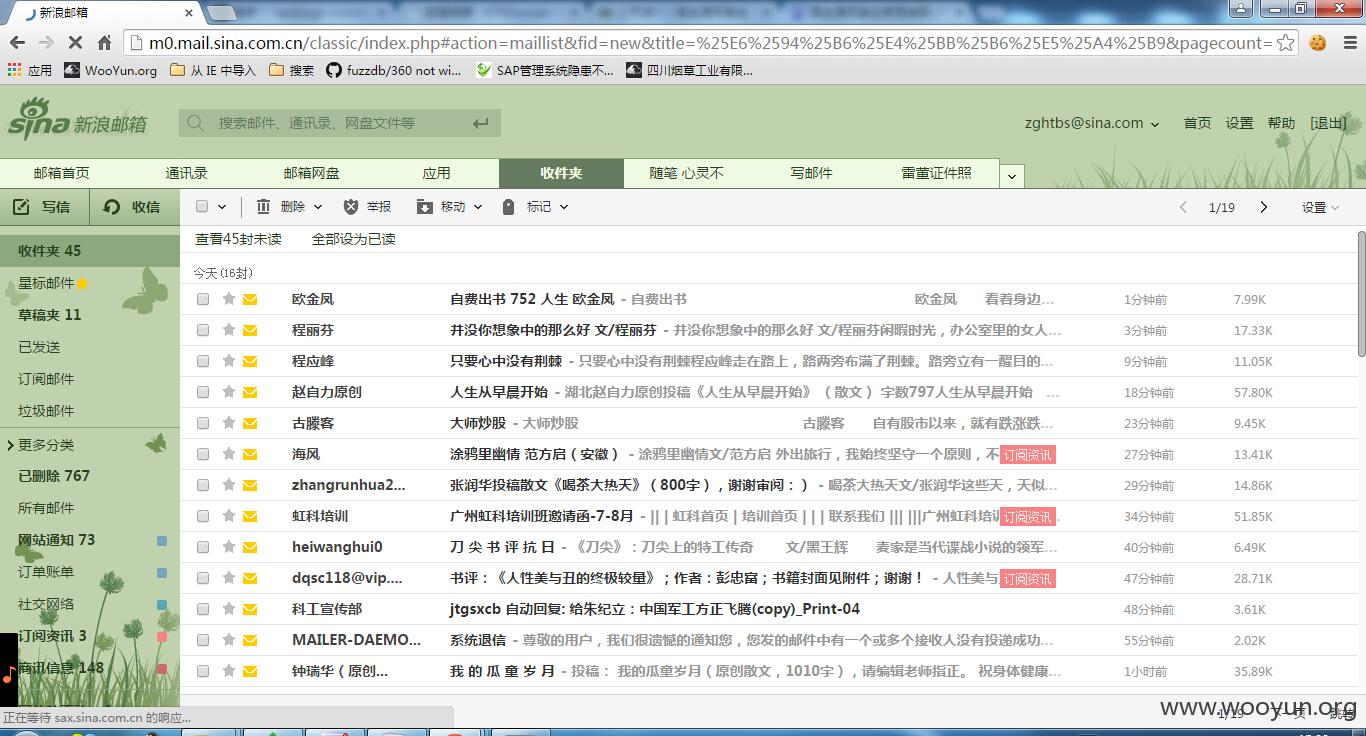 新浪邮箱
m0.mail.sina.com.cn/classic/index.php#action=maillist&fid=new&title=%25E6%2594%25B6%25E4%25BB%25B6%25E5%25A4%25B9&pagecount=
应用 WooYun.org 从 IE 中导入 搜索 fuzzdb/360 not wi... SAP管理系统隐患不... 四川烟草工业有限...
sina 新浪邮箱 搜索邮件、通讯录、网盘文件等 zghtbs@sina.com 首页 设置 帮助 [退出]
邮箱首页 通讯录 邮箱网盘 应用 收件夹 随笔 心灵不 写邮件 雷董证件照
写信 收信 删除 举报 移动 标记 1/19 设置
查看45封未读 全部设为已读
收件夹 45
今天 (16封)
星标邮件
欧金凤 自费出书 752 人生 欧金凤 - 自费出书 欧金凤 看着身边... 1分钟前 7.99K
草稿夹 11
程丽芬 并没你想象中的那么好 文/程丽芬 - 并没你想象中的那么好 文/程丽芬闲暇时光，办公室里的女人... 3分钟前 17.33K
已发送
程应峰 只要心中没有荆棘 - 只要心中没有荆棘程应峰走在路上，路两旁布满了荆棘。路旁立有一醒目的... 9分钟前 11.05K
订阅邮件
赵自力原创 人生从早晨开始 - 湖北赵自力原创投稿《人生从早晨开始》（散文） 字数797人生从早晨开始 ... 18分钟前 57.80K
垃圾邮件
古滕客 大师炒股 - 大师炒股 古滕客 自有股市以来，就有跌涨跌... 23分钟前 9.45K
更多分类
海风 涂鸦里幽情 范方启（安徽） - 涂鸦里幽情文/范方启 外出旅行，我始终坚守一个原则，不 订阅资讯 27分钟前 13.41K
已删除 767
zhangrunhua2... 张润华投稿散文《喝茶大热天》（800字），谢谢审阅：） - 喝茶大热天文/张润华这些天，天似... 29分钟前 14.86K
所有邮件
虹科培训 广州虹科培训班邀请函-7-8月 - || | 虹科首页 | 培训首页 | | | 联系我们 ||| |||广州虹科培训 订阅资讯 34分钟前 51.85K
网站通知 73
heiwanghui0 刀 尖 书 评 抗 日 - 《刀尖》：刀尖上的特工传奇 文/黑王辉 麦家是当代谍战小说的领军... 40分钟前 6.49K
订单账单
dqsc118@vip.... 书评：《人性美与丑的终极较量》；作者：彭忠富；书籍封面见附件；谢谢！ - 人性美与 订阅资讯 47分钟前 28.71K
社交网络
科工宣传部 jtgsxcb 自动回复: 给朱纪立：中国军工方正飞腾(copy)_Print-04 48分钟前 3.61K
订阅资讯 3
MAILER-DAEMO... 系统退信 - 尊敬的用户，我们很遗憾的通知您，您发的邮件中有一个或多个接收人没有投递成功... 55分钟前 2.02K
商讯信息 148
钟瑞华（原创... 我 的 瓜 童 岁 月 - 投稿： 我的瓜童岁月（原创散文，1010字），请编辑老师指正。 祝身体健康... 1小时前 35.89K
正在等待 sax.sina.com.cn 的响应...
1/19 下一页 跳转
www.wooyun.org